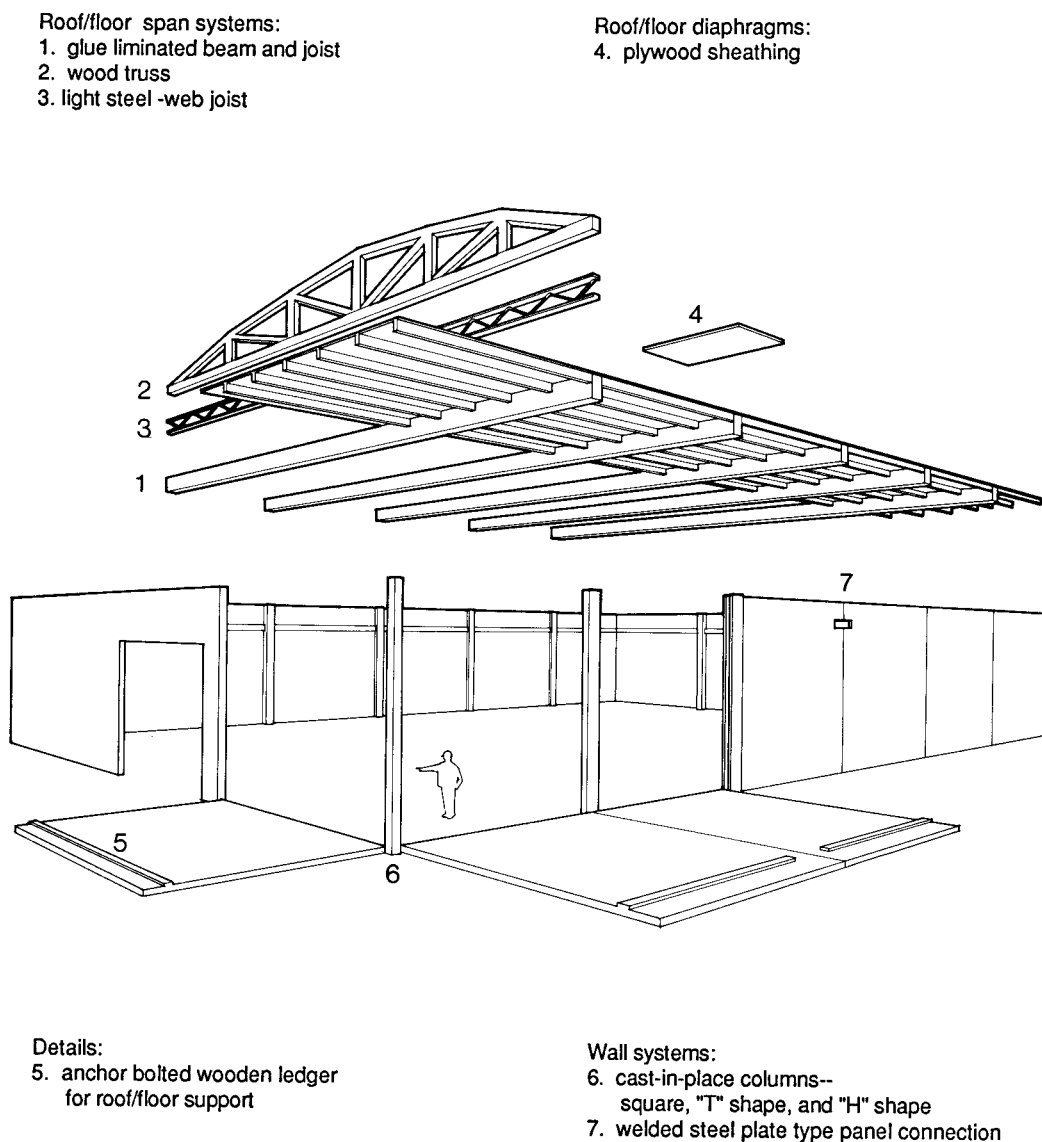 Roof/floor span systems:
1. glue liminated beam and joist
2. wood truss
3. light steel -web joist
Roof/floor diaphragms:
4. plywood sheathing
4
2
3
1
7
5
6
Details:
5. anchor bolted wooden ledger
for roof/floor support
Wall systems:
6. cast-in-place columns--
square, "T" shape, and "H" shape
7. welded steel plate type panel connection